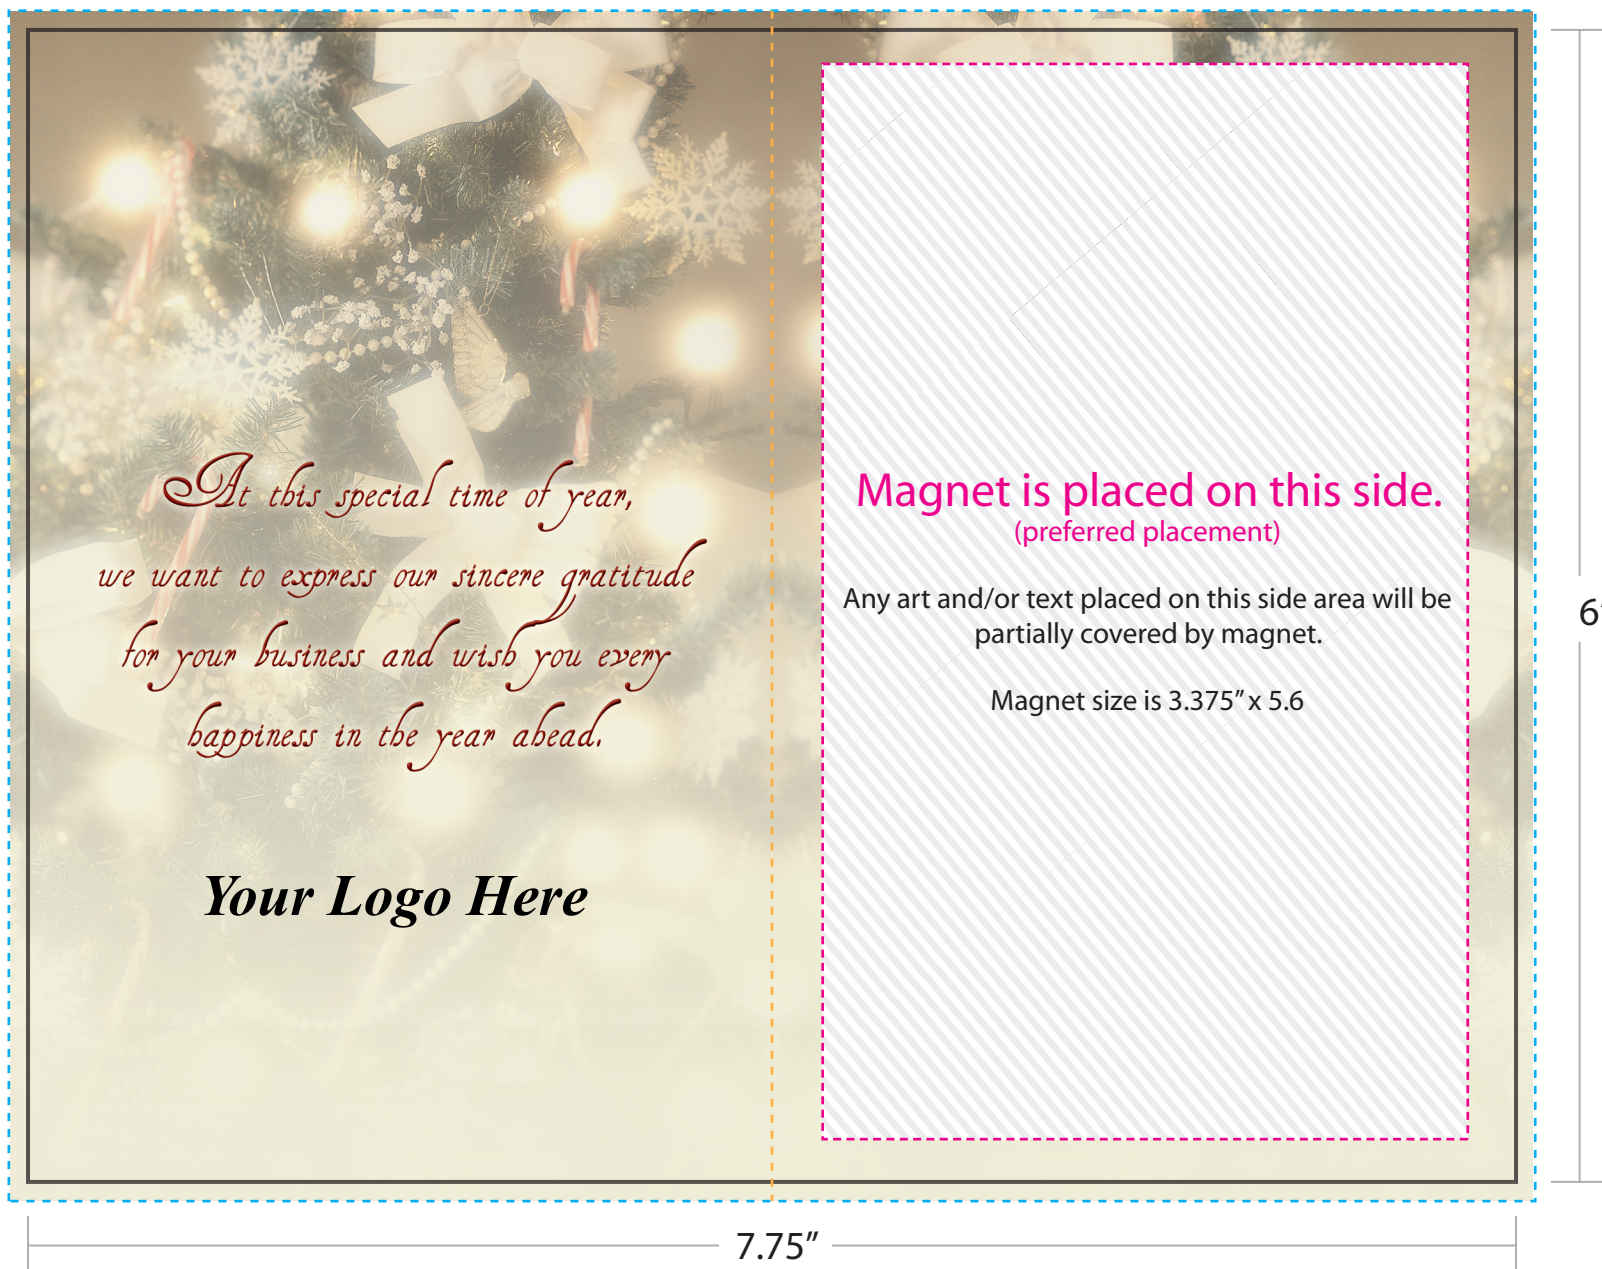 At this special time of year,
we want to express our sincere gratitude
for your business and wish you every
happiness in the year ahead.
Your Logo Here
Magnet is placed on this side.
(preferred placement)
Any art and/or text placed on this side area will be
partially covered by magnet.
Magnet size is 3.375” x 5.6
6”
7.75”